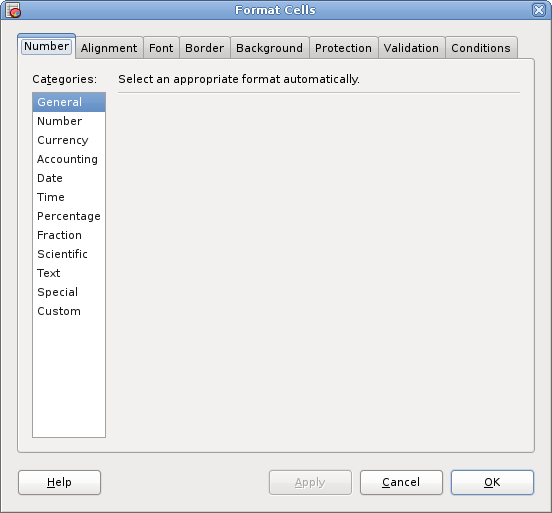 Format Cells
Number Alignment Font Border Background Protection Validation Conditions
Categories: Select an appropriate format automatically.
General
Number
Currency
Accounting
Date
Time
Percentage
Fraction
Scientific
Text
Special
Custom
Help Apply Cancel OK